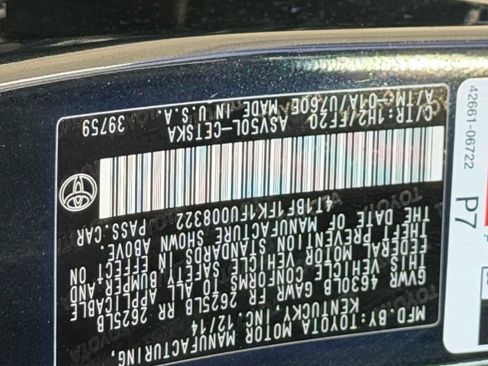 MFD.BY:TOYOTA MOTOR MANUFACTURING,
KENTUCKY, INC. 12/14
GVWR 4630LB GAWR FR 2625LB RR 2625LB
THIS VEHICLE CONFORMS TO ALL APPLICABLE
FEDERAL MOTOR VEHICLE SAFETY, BUMPER, AND
THEFT PREVENTION STANDARDS IN EFFECT ON
THE DATE OF MANUFACTURE SHOWN ABOVE.
4T1BF1FK1FU008322 PASS.CAR
C/TR:1H2/FF20
A/TM:-01A/U760E
ASV50L-CETSKA
MADE IN U.S.A.
39759
42661-06722
P7